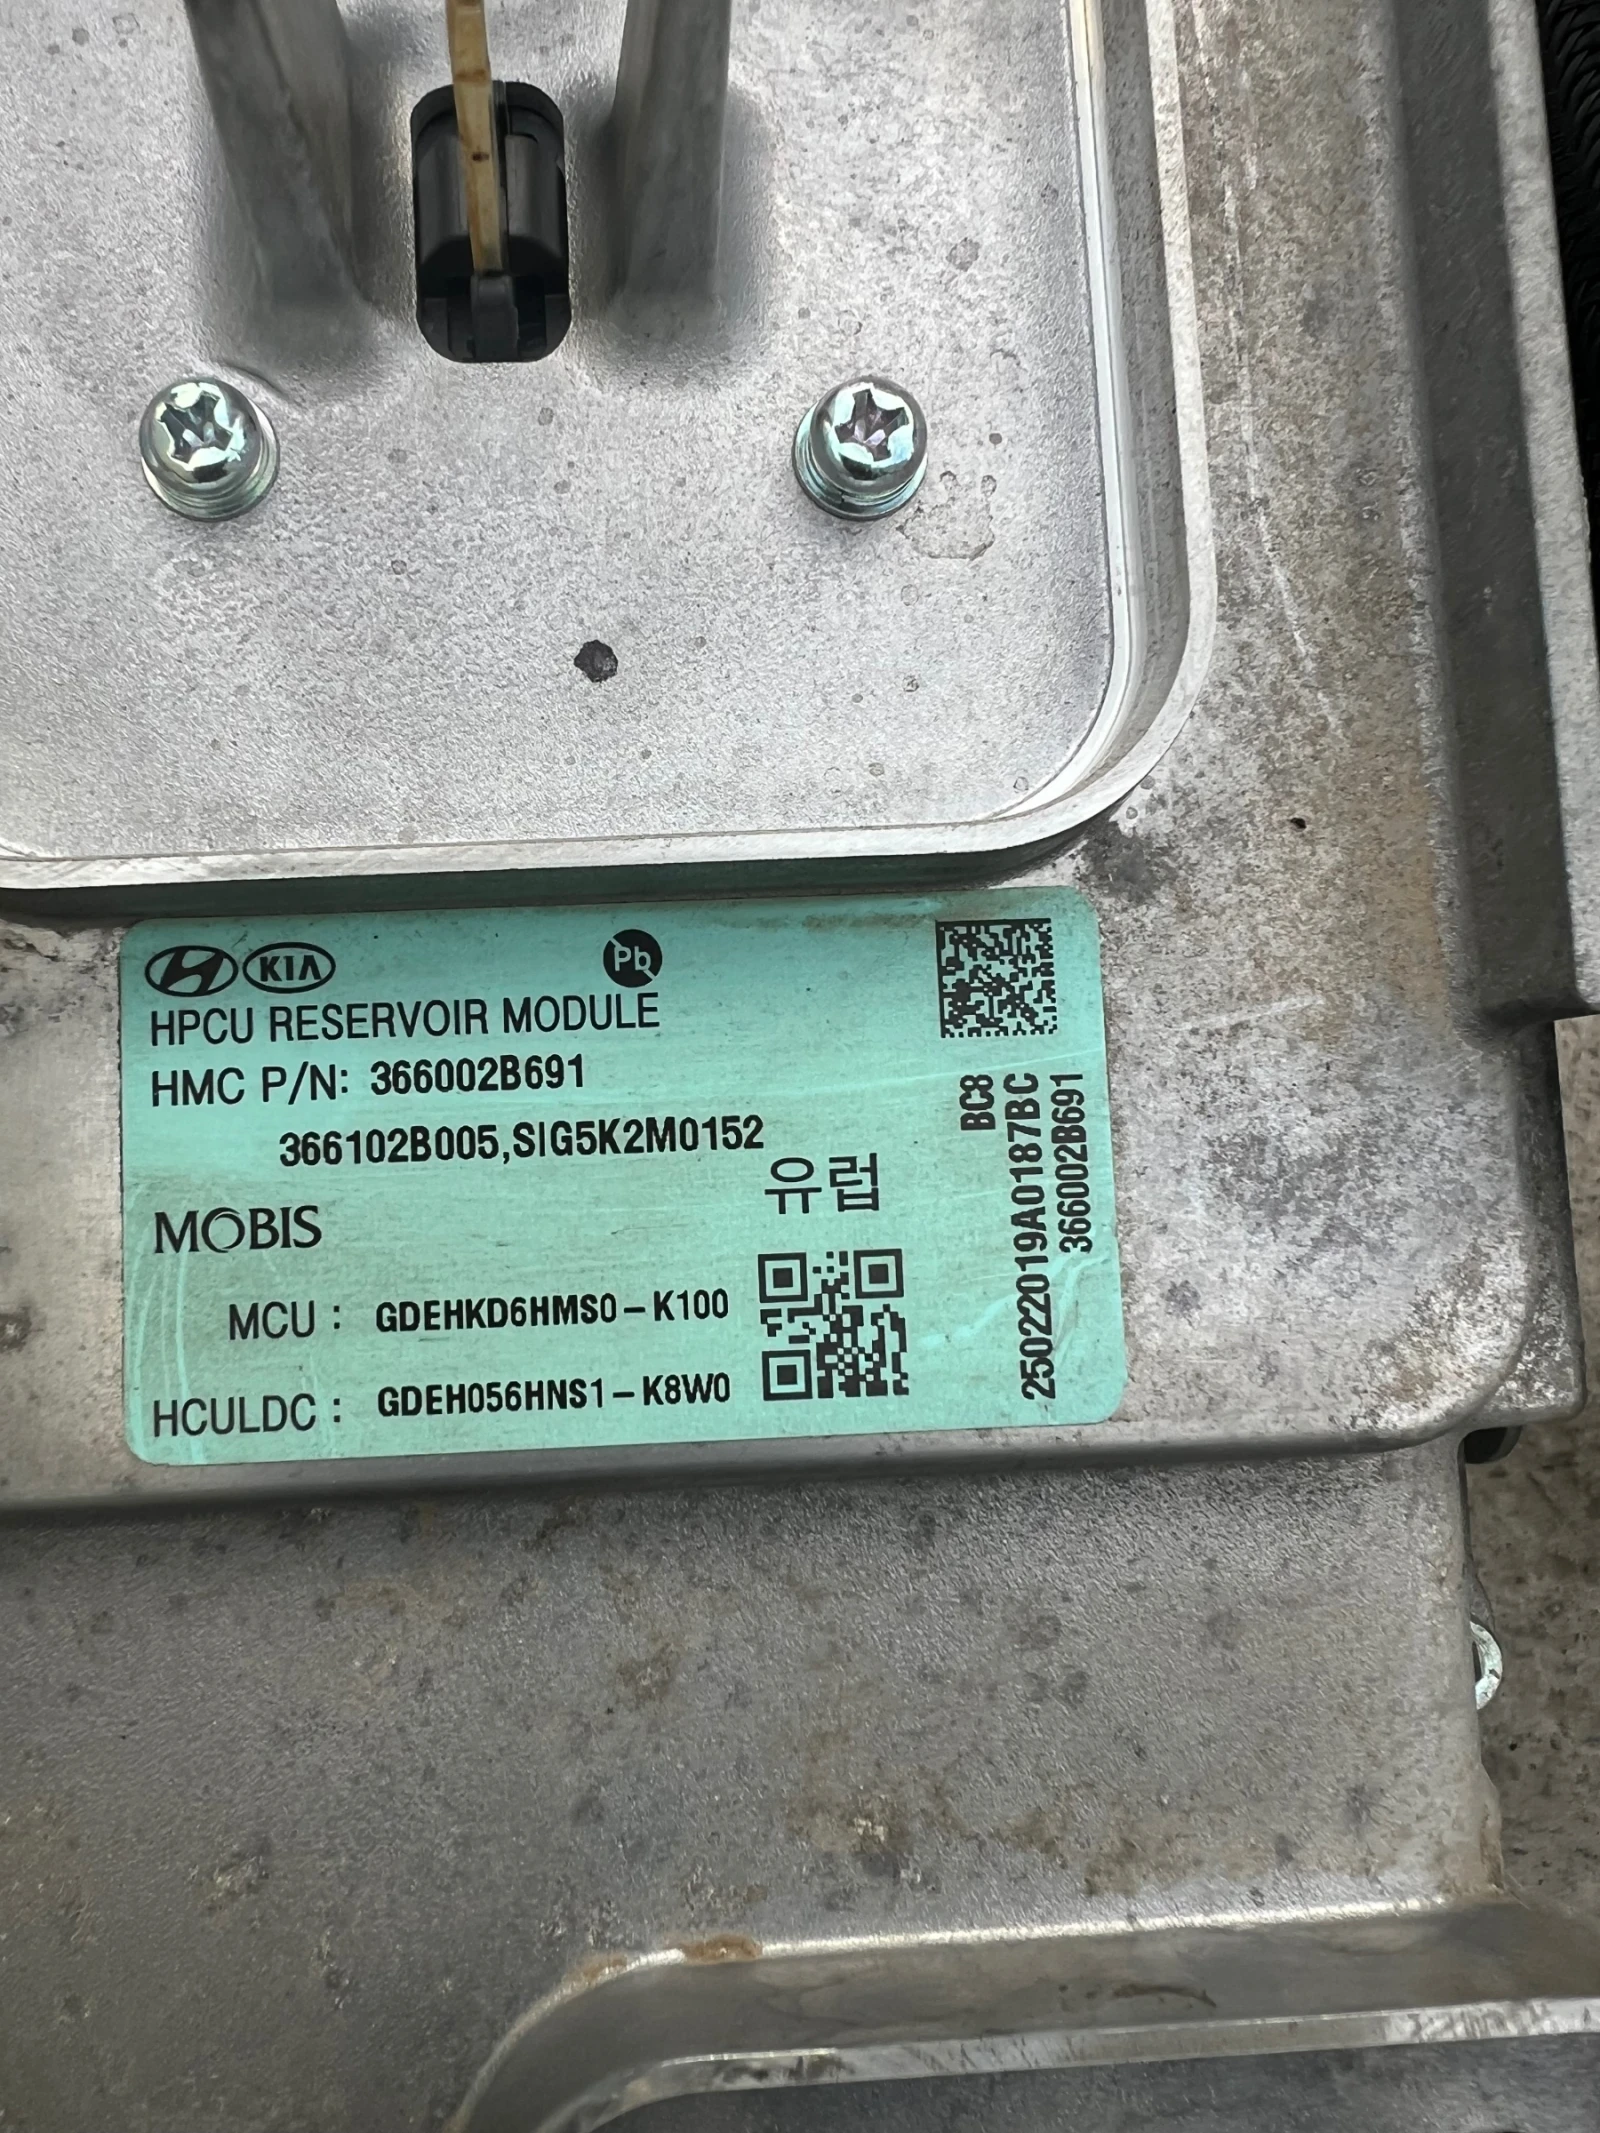 KIA
Pb
HPCU RESERVOIR MODULE
HMC P/N: 366002B691
366102B005,SIG5K2M0152
유럽
MOBIS
MCU : GDEHKD6HMS0-K100
HCULDC : GDEH056HNS1-K8W0
BC8
25022019A0187BC
366002B691